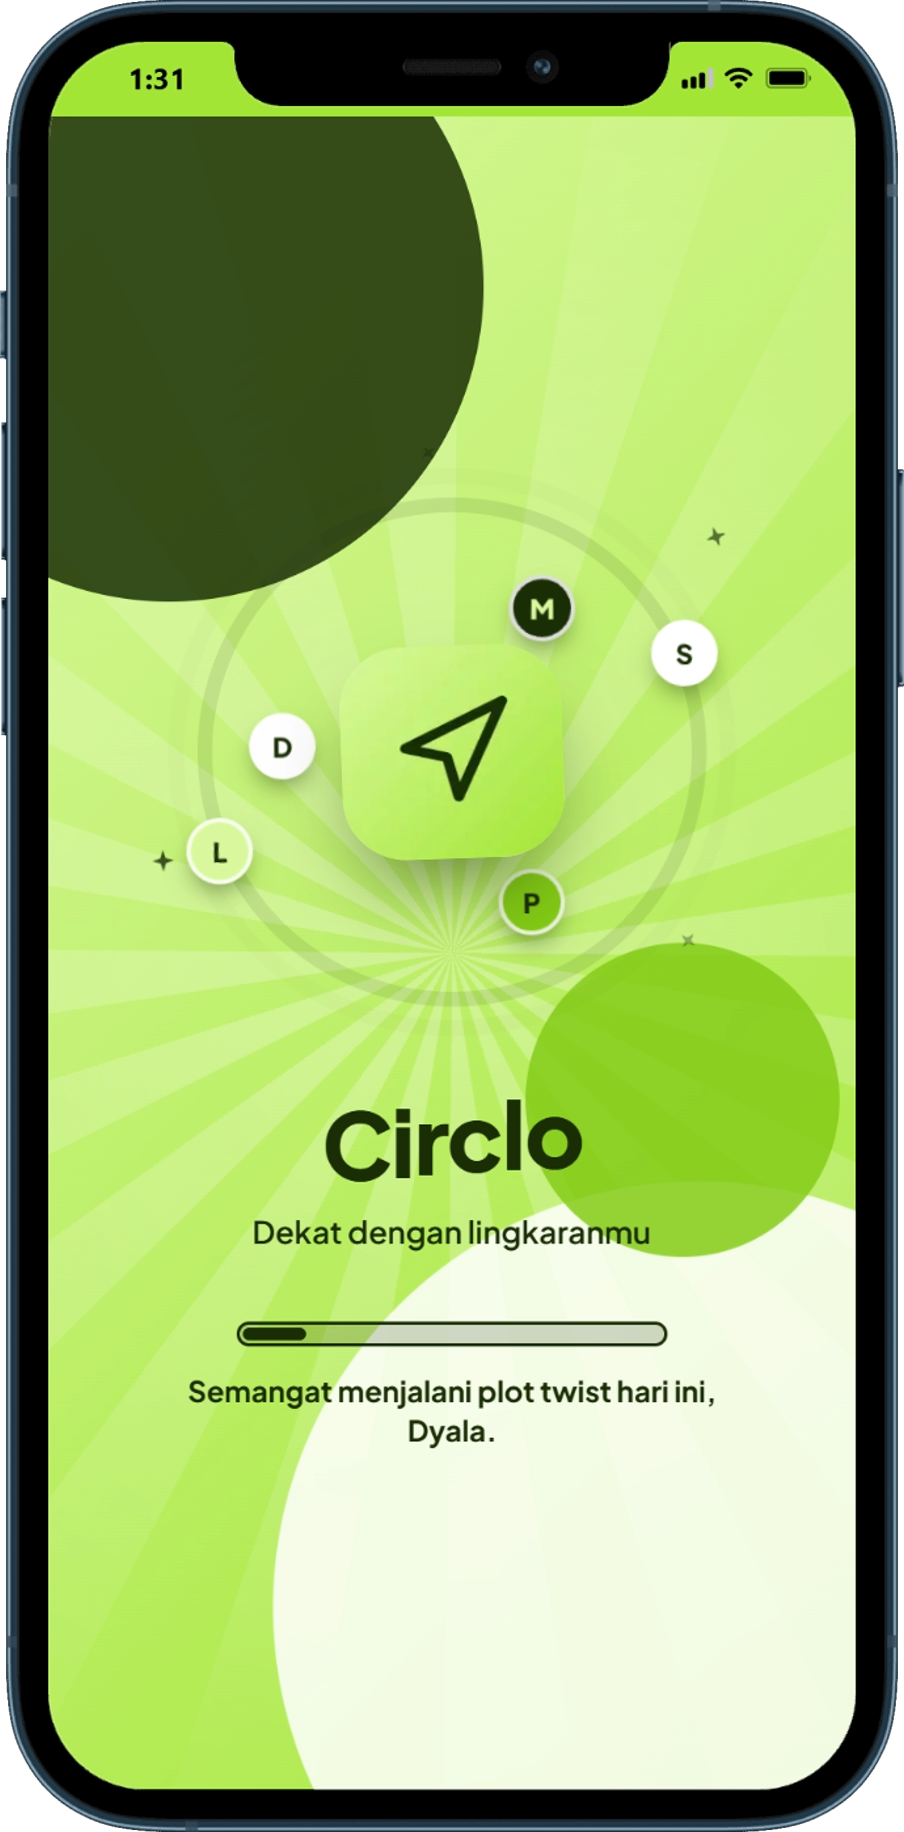 1:31
M
S
D
L
P
Circlo
Dekat dengan lingkaranmu
Semangat menjalani plot twist hari ini,
Dyala.